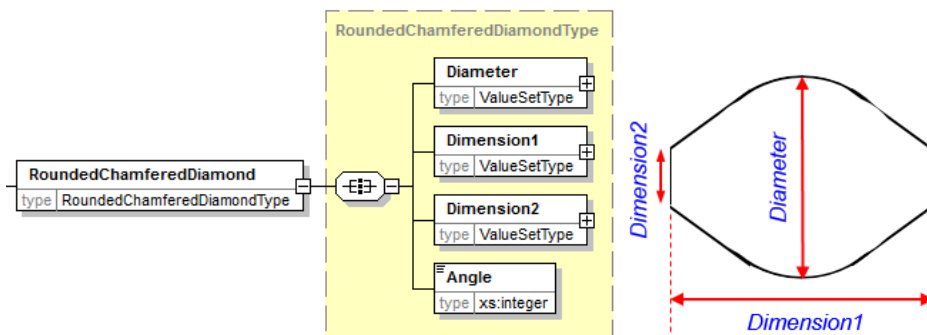 RoundedChamferedDiamondType
Diameter
type ValueSetType
Dimension1
type ValueSetType
RoundedChamferedDiamond
type RoundedChamferedDiamondType
Dimension2
type ValueSetType
Angle
type xs:integer
Dimension2
Diameter
Dimension1